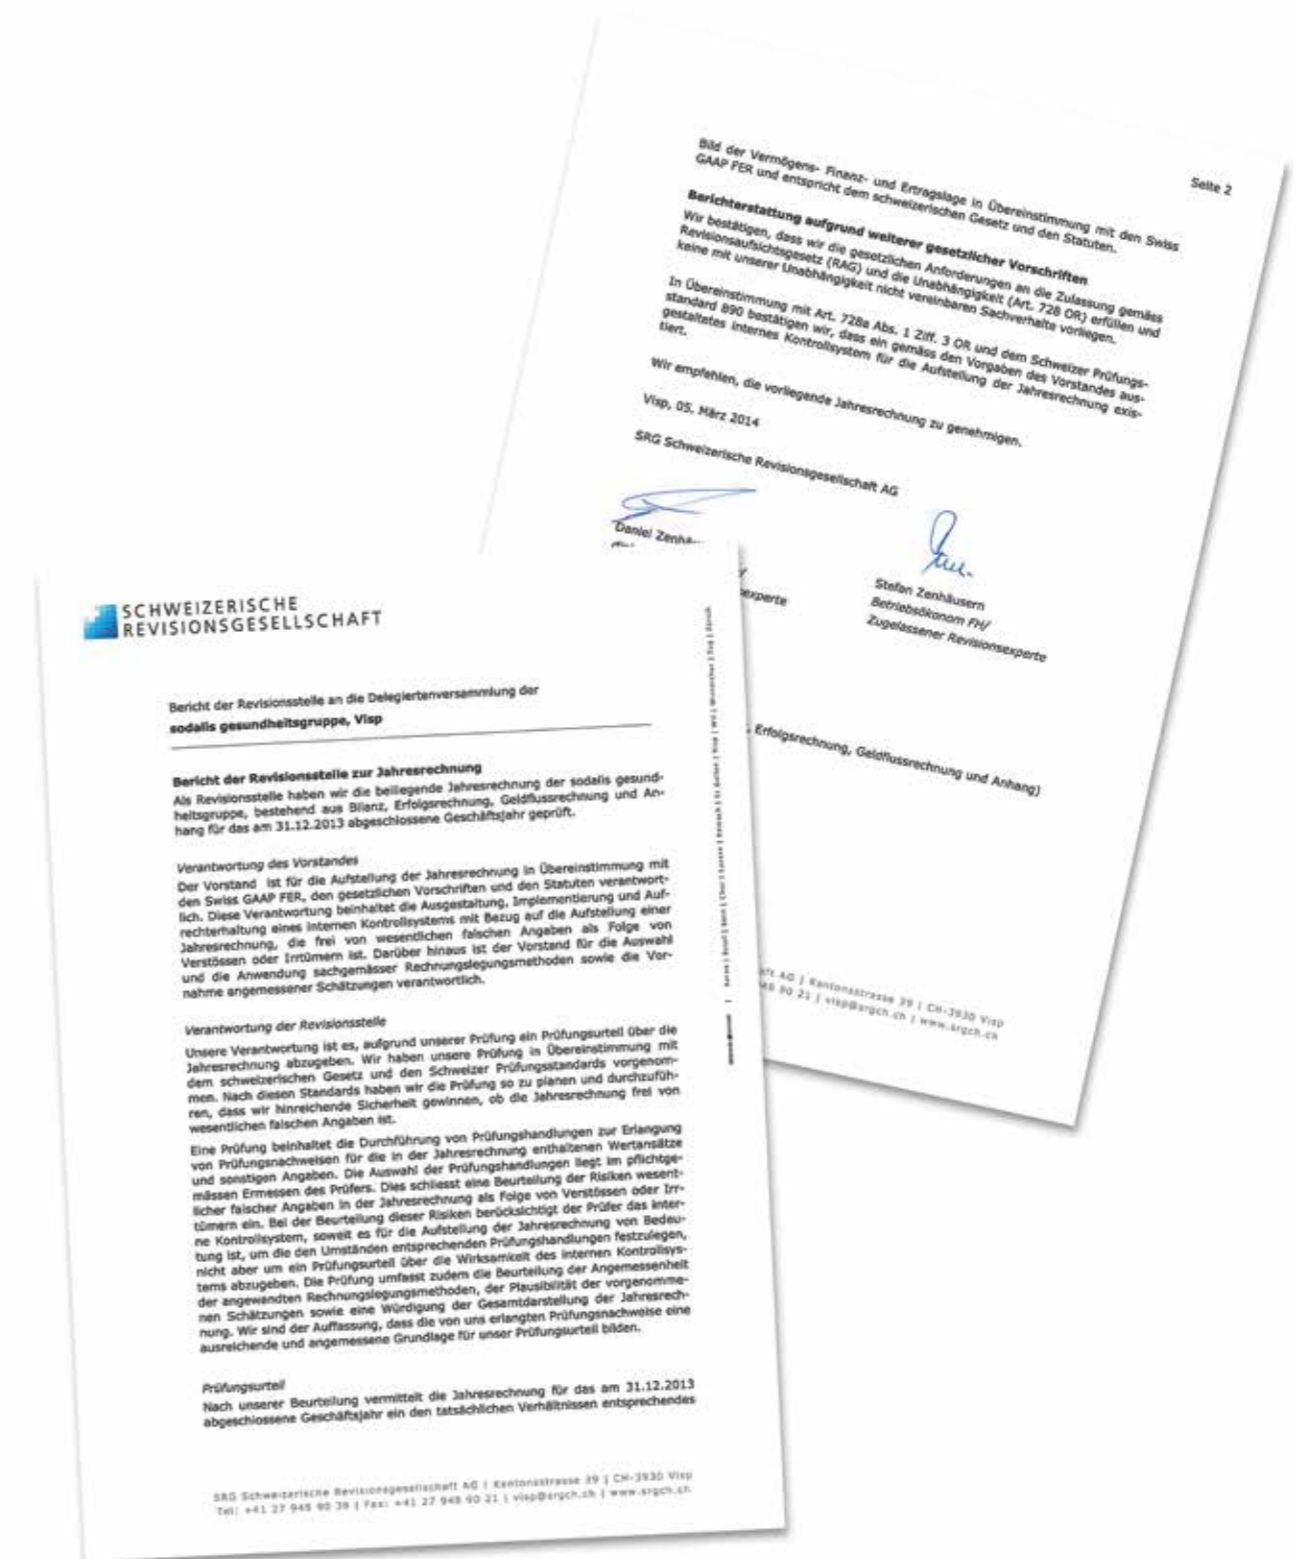 SCHWEIZERISCHE
REVISIONSGESELLSCHAFT
Bericht der Revisionsstelle an die Delegiertenversammlung der
sodalis gesundheitsgruppe, Visp
Bericht der Revisionsstelle zur Jahresrechnung
Als Revisionsstelle haben wir die beiliegende Jahresrechnung der sodalis gesund-
heitsgruppe, bestehend aus Bilanz, Erfolgsrechnung, Geldflussrechnung und An-
hang für das am 31.12.2013 abgeschlossene Geschäftsjahr geprüft.
Verantwortung des Vorstandes
Der Vorstand ist für die Aufstellung der Jahresrechnung in Übereinstimmung mit
den Swiss GAAP FER, den gesetzlichen Vorschriften und den Statuten verantwort-
lich. Diese Verantwortung beinhaltet die Ausgestaltung, Implementierung und Auf-
rechterhaltung eines internen Kontrollsystems mit Bezug auf die Aufstellung einer
Jahresrechnung, die frei von wesentlichen falschen Angaben als Folge von
Verstössen oder Irrtümern ist. Darüber hinaus ist der Vorstand für die Auswahl
und die Anwendung sachgemässer Rechnungslegungsmethoden sowie die Vor-
nahme angemessener Schätzungen verantwortlich.
Verantwortung der Revisionsstelle
Unsere Verantwortung ist es, aufgrund unserer Prüfung ein Prüfungsurteil über die
Jahresrechnung abzugeben. Wir haben unsere Prüfung in Übereinstimmung mit
dem schweizerischen Gesetz und den Schweizer Prüfungsstandards vorgenom-
men. Nach diesen Standards haben wir die Prüfung so zu planen und durchzufüh-
ren, dass wir hinreichende Sicherheit gewinnen, ob die Jahresrechnung frei von
wesentlichen falschen Angaben ist.
Eine Prüfung beinhaltet die Durchführung von Prüfungshandlungen zur Erlangung
von Prüfungsnachweisen für die in der Jahresrechnung enthaltenen Wertansätze
und sonstigen Angaben. Die Auswahl der Prüfungshandlungen liegt im pflichtge-
mässen Ermessen des Prüfers. Dies schliesst eine Beurteilung der Risiken wesent-
licher falscher Angaben in der Jahresrechnung als Folge von Verstössen oder Irr-
tümern ein. Bei der Beurteilung dieser Risiken berücksichtigt der Prüfer das inter-
ne Kontrollsystem, soweit es für die Aufstellung der Jahresrechnung von Bedeu-
tung ist, um die den Umständen entsprechenden Prüfungshandlungen festzulegen,
nicht aber um ein Prüfungsurteil über die Wirksamkeit des internen Kontrollsys-
tems abzugeben. Die Prüfung umfasst zudem die Beurteilung der Angemessenheit
der angewandten Rechnungslegungsmethoden, der Plausibilität der vorgenomme-
nen Schätzungen sowie eine Würdigung der Gesamtdarstellung der Jahresrech-
nung. Wir sind der Auffassung, dass die von uns erlangten Prüfungsnachweise eine
ausreichende und angemessene Grundlage für unser Prüfungsurteil bilden.
Prüfungsurteil
Nach unserer Beurteilung vermittelt die Jahresrechnung für das am 31.12.2013
abgeschlossene Geschäftsjahr ein den tatsächlichen Verhältnissen entsprechendes
SRG Schweizerische Revisionsgesellschaft AG | Kantonsstrasse 39 | CH-3930 Visp
Tel: +41 27 948 90 39 | Fax: +41 27 948 90 21 | visp@srgch.ch | www.srgch.ch
Seite 2
Bild der Vermögens- Finanz- und Ertragslage in Übereinstimmung mit den Swiss
GAAP FER und entspricht dem schweizerischen Gesetz und den Statuten.
Berichterstattung aufgrund weiterer gesetzlicher Vorschriften
Wir bestätigen, dass wir die gesetzlichen Anforderungen an die Zulassung gemäss
Revisionsaufsichtsgesetz (RAG) und die Unabhängigkeit (Art. 728 OR) erfüllen und
keine mit unserer Unabhängigkeit nicht vereinbaren Sachverhalte vorliegen.
In Übereinstimmung mit Art. 728a Abs. 1 Ziff. 3 OR und dem Schweizer Prüfungs-
standard 890 bestätigen wir, dass ein gemäss den Vorgaben des Vorstandes aus-
gestaltetes internes Kontrollsystem für die Aufstellung der Jahresrechnung exis-
tiert.
Wir empfehlen, die vorliegende Jahresrechnung zu genehmigen.
Visp, 05. März 2014
SRG Schweizerische Revisionsgesellschaft AG
Daniel
experte
Stefan Zenhäusern
Betriebsökonom FH/
Zugelassener Revisionsexperte
, Erfolgsrechnung, Geldflussrechnung und Anhang)
AG | Kantonsstrasse 39 | CH-3930 Visp
90 21 | visp@srgch.ch | www.srgch.ch